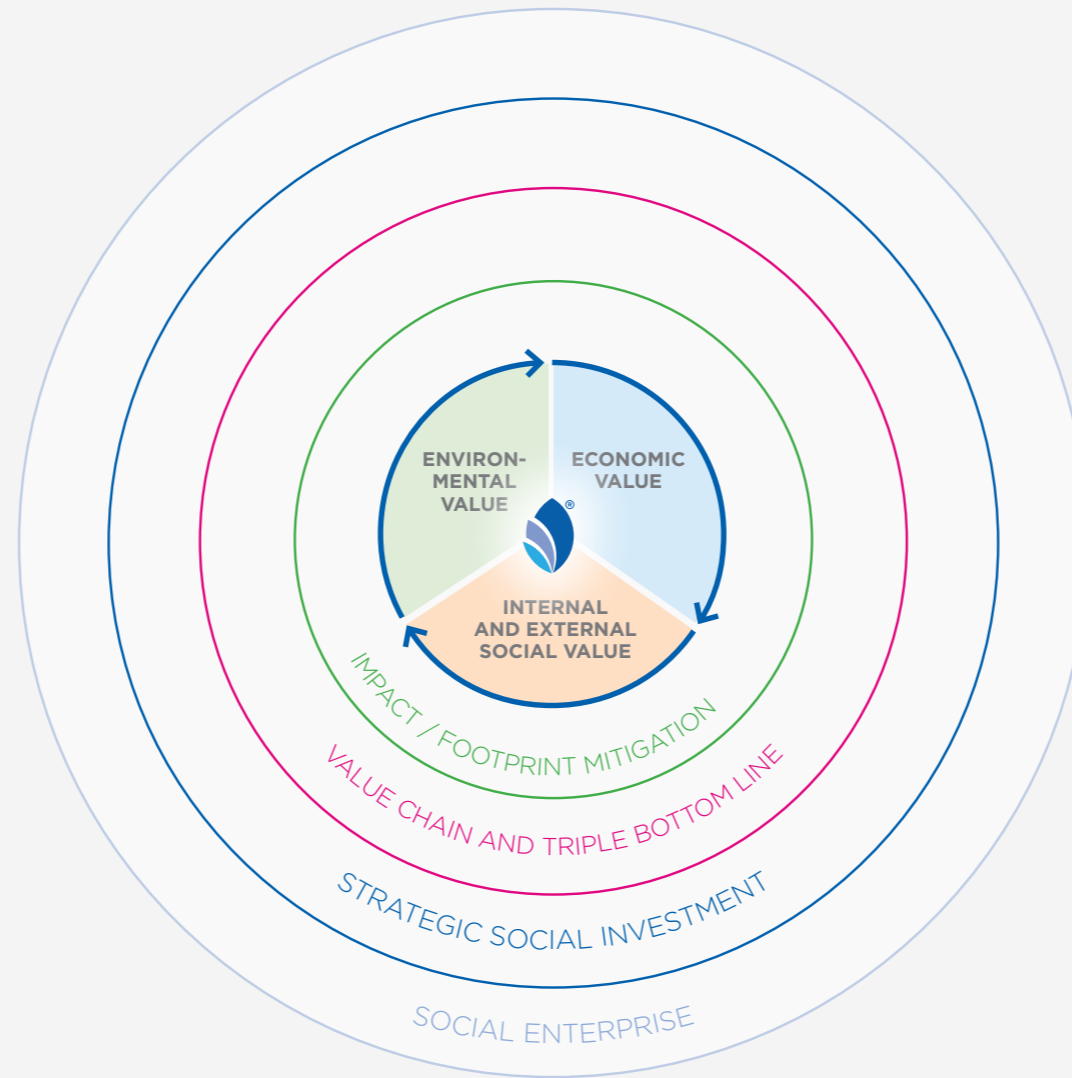 ENVIRON-
MENTAL
VALUE
ECONOMIC
VALUE
®
INTERNAL
AND EXTERNAL
SOCIAL VALUE
IMPACT / FOOTPRINT MITIGATION
VALUE CHAIN AND TRIPLE BOTTOM LINE
STRATEGIC SOCIAL INVESTMENT
SOCIAL ENTERPRISE